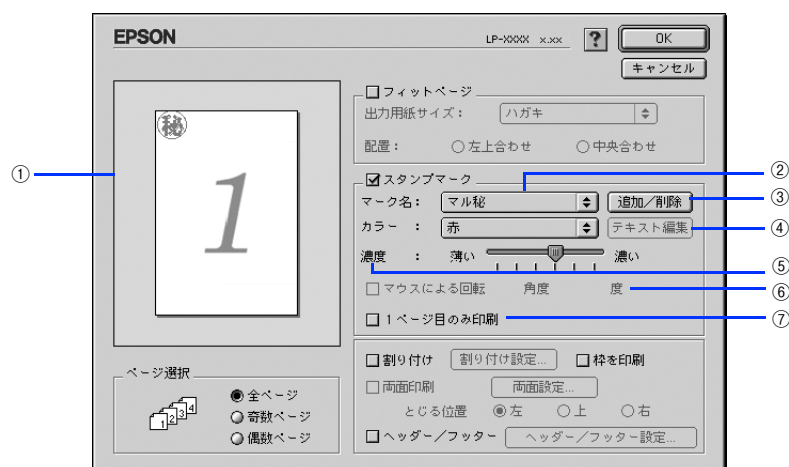 EPSON
LP-XXXX x.xx
?
OK
キャンセル
㊙
1
フィットページ
出力用紙サイズ：
ハガキ
配置：
左上合わせ
中央合わせ
スタンプマーク
マーク名：
マル秘
追加／削除
カラー ：
赤
テキスト編集
濃度 ：
薄い
濃い
マウスによる回転
角度
度
1ページ目のみ印刷
割り付け
割り付け設定...
枠を印刷
両面印刷
両面設定...
とじる位置
左
上
右
ヘッダー／フッター
ヘッダー／フッター設定...
ページ選択
1 2 3 4
全ページ
奇数ページ
偶数ページ
①
②
③
④
⑤
⑥
⑦